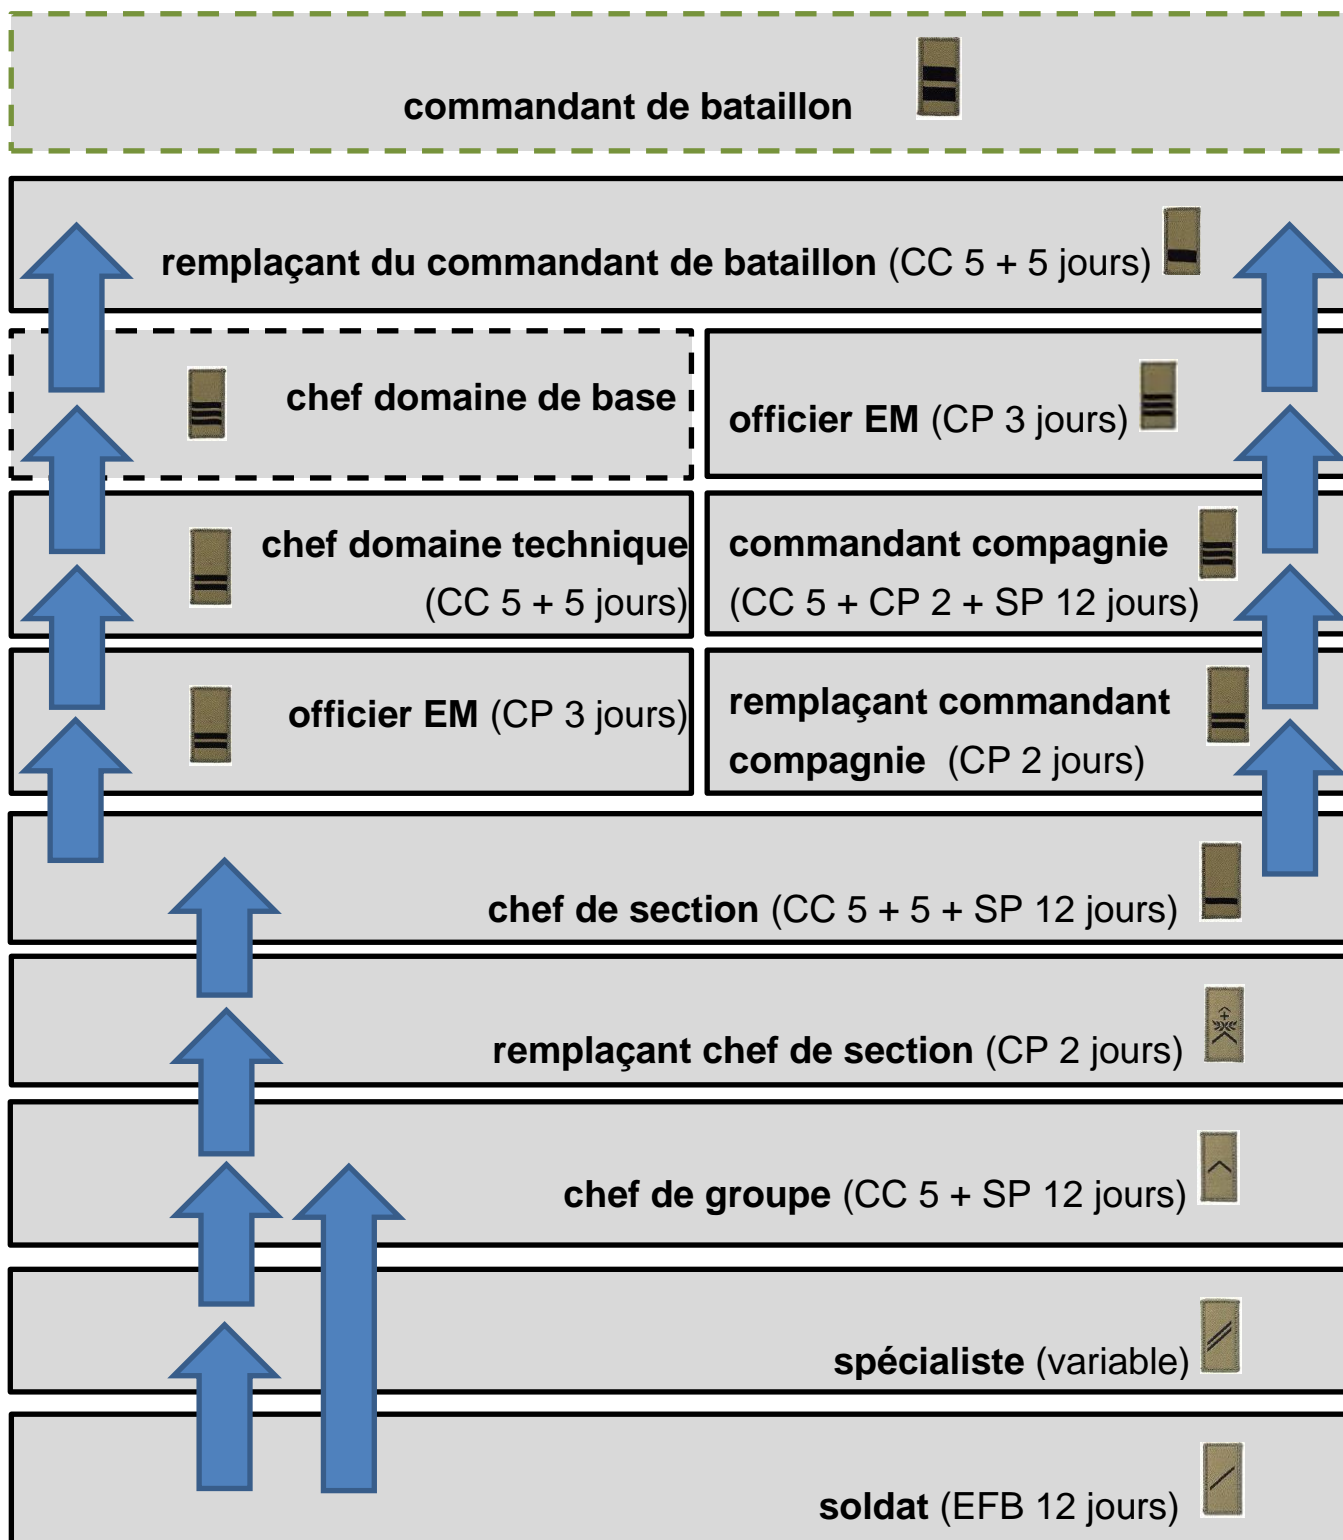 commandant de bataillon
remplaçant du commandant de bataillon (CC 5 + 5 jours)
chef domaine de base
officier EM (CP 3 jours)
chef domaine technique
(CC 5 + 5 jours)
commandant compagnie
(CC 5 + CP 2 + SP 12 jours)
officier EM (CP 3 jours)
remplaçant commandant
compagnie (CP 2 jours)
chef de section (CC 5 + 5 + SP 12 jours)
remplaçant chef de section (CP 2 jours)
chef de groupe (CC 5 + SP 12 jours)
spécialiste (variable)
soldat (EFB 12 jours)